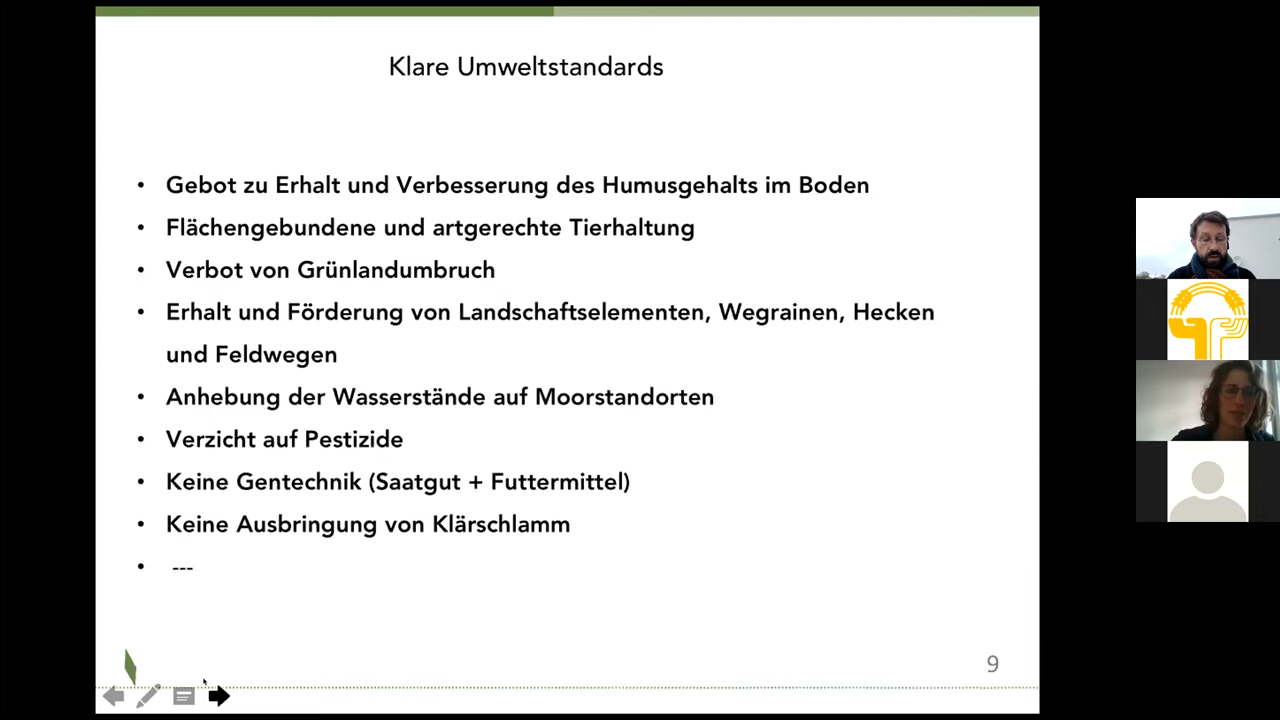 Klare Umweltstandards
• Gebot zu Erhalt und Verbesserung des Humusgehalts im Boden
• Flächengebundene und artgerechte Tierhaltung
• Verbot von Grünlandumbruch
• Erhalt und Förderung von Landschaftselementen, Wegrainen, Hecken
und Feldwegen
• Anhebung der Wasserstände auf Moorstandorten
• Verzicht auf Pestizide
• Keine Gentechnik (Saatgut + Futtermittel)
• Keine Ausbringung von Klärschlamm
• ---
9